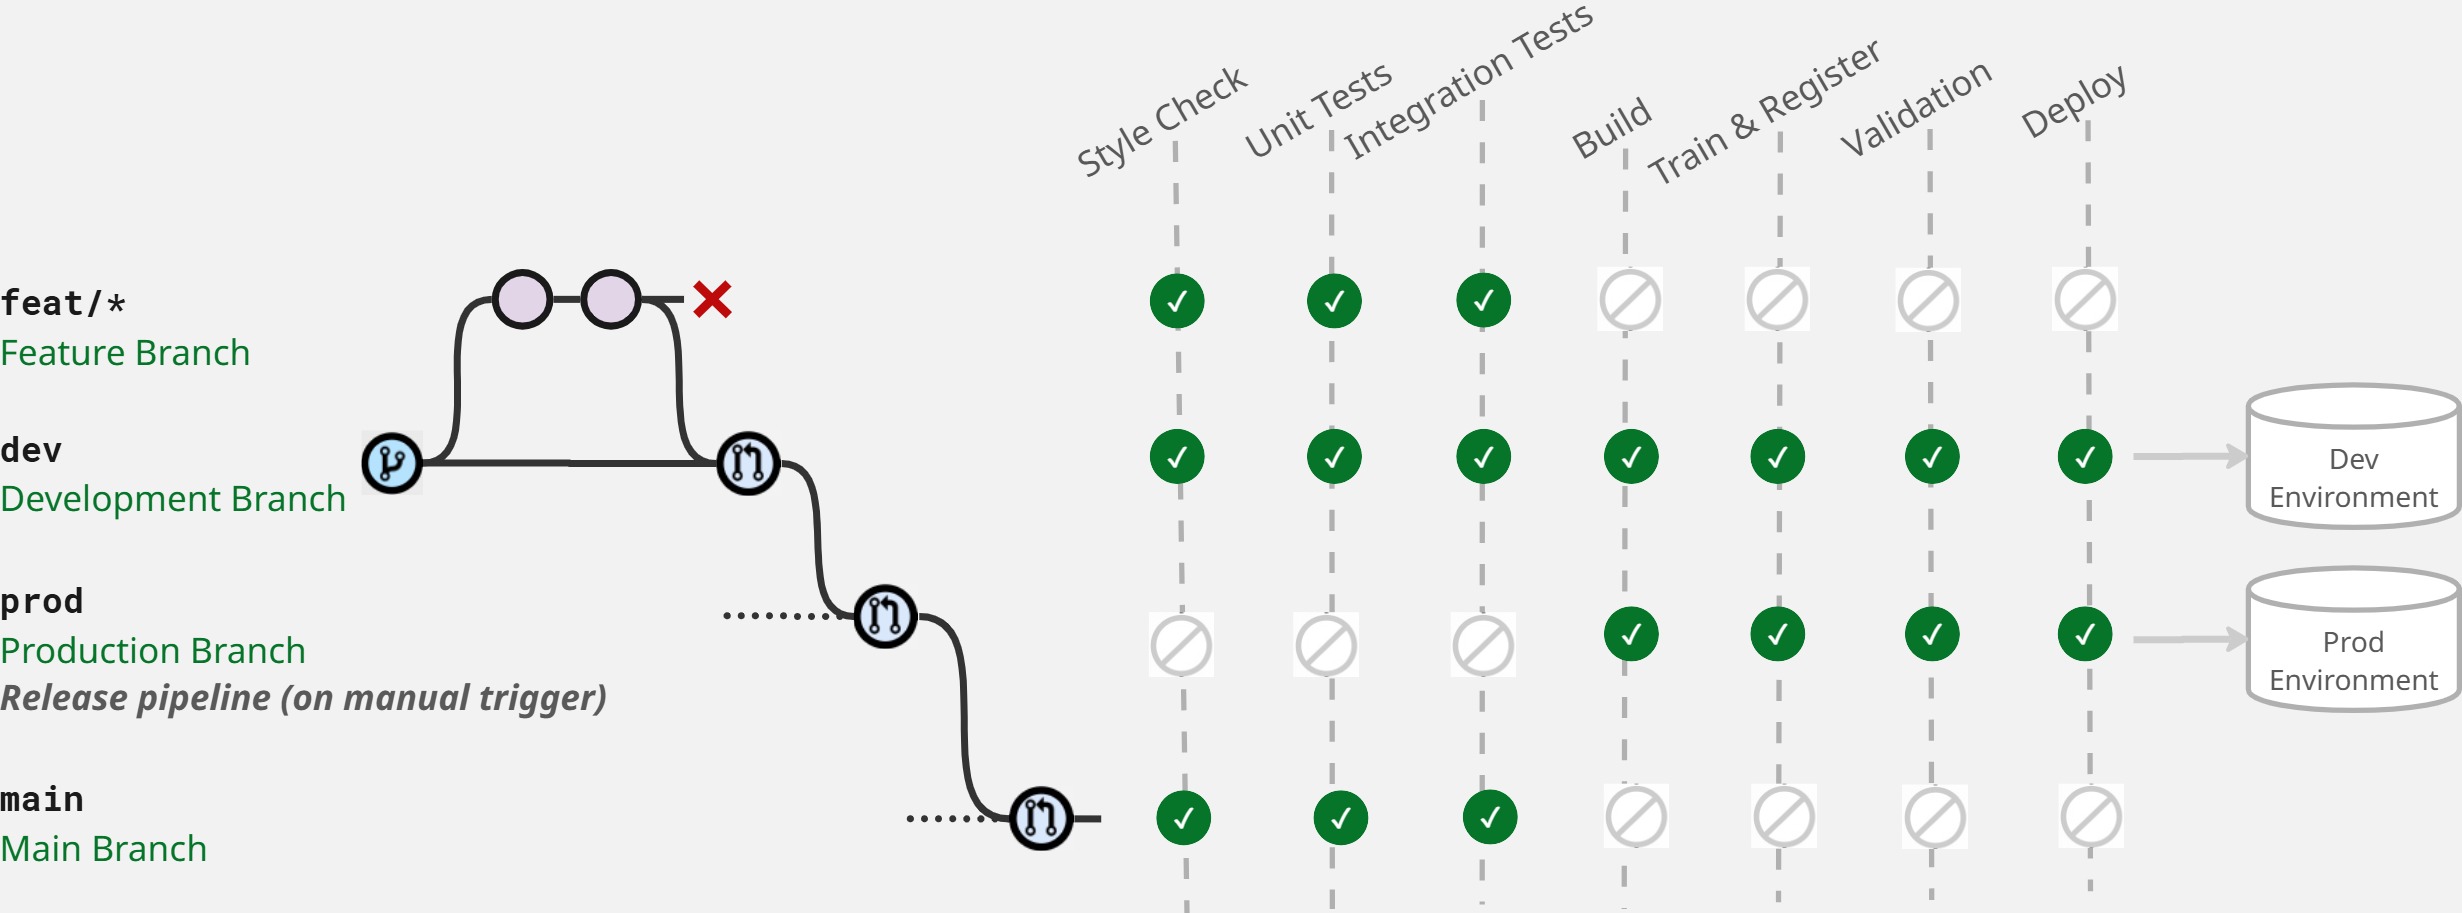 Style Check
Unit Tests
Integration Tests
Build
Train & Register
Validation
Deploy
feat/*
Feature Branch
dev
Development Branch
Dev
Environment
prod
Production Branch
Release pipeline (on manual trigger)
Prod
Environment
main
Main Branch